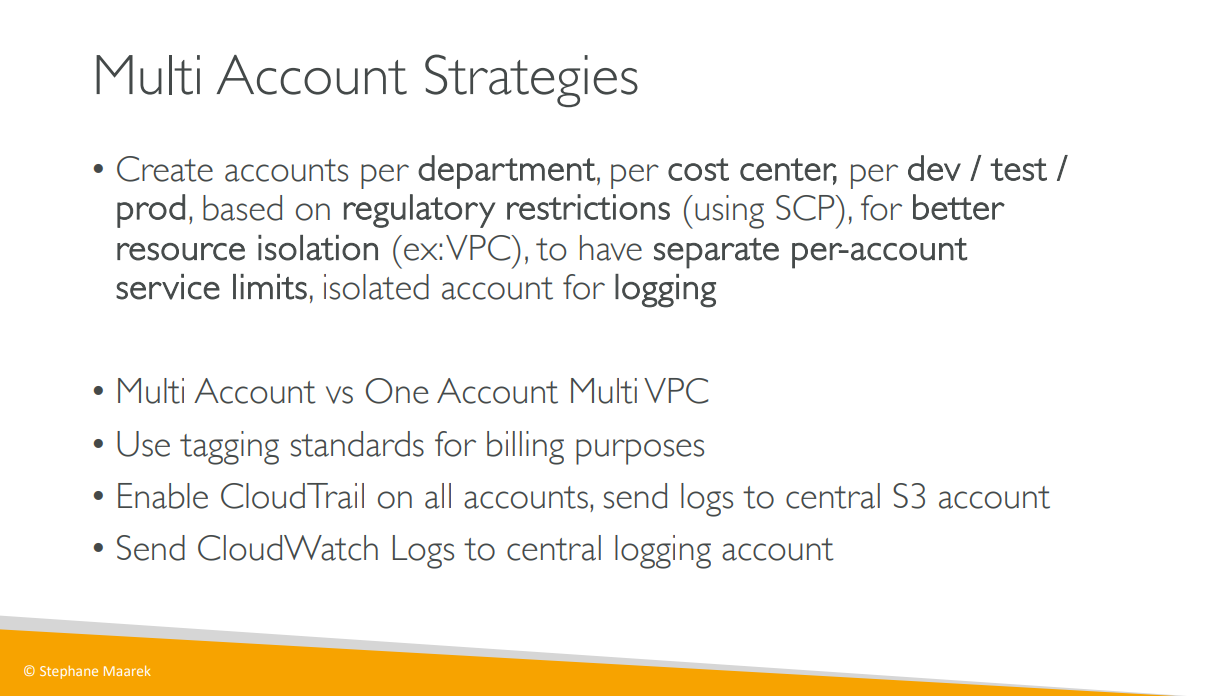 Multi Account Strategies
• Create accounts per department, per cost center, per dev / test /
prod, based on regulatory restrictions (using SCP), for better
resource isolation (ex: VPC), to have separate per-account
service limits, isolated account for logging
• Multi Account vs One Account Multi VPC
• Use tagging standards for billing purposes
• Enable CloudTrail on all accounts, send logs to central S3 account
• Send CloudWatch Logs to central logging account
© Stephane Maarek